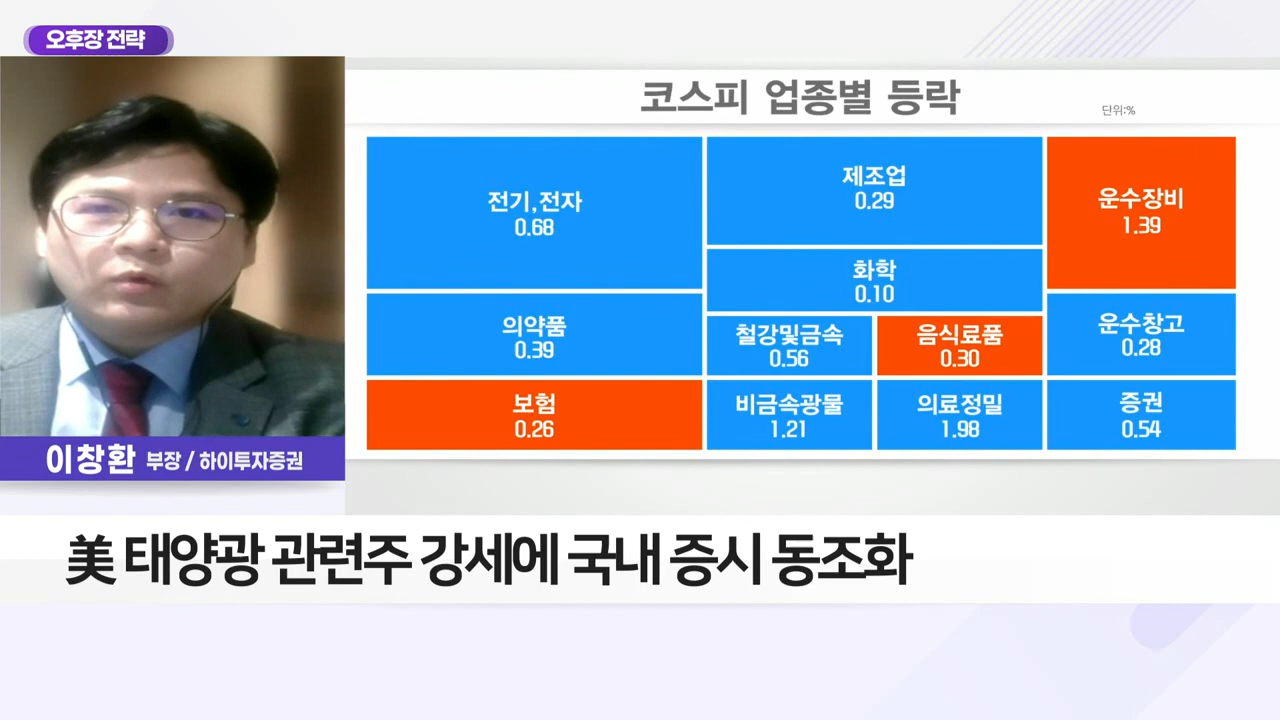 오후장 전략
코스피 업종별 등락
단위:%
전기,전자
0.68
제조업
0.29
운수장비
1.39
화학
0.10
의약품
0.39
철강및금속
0.56
음식료품
0.30
운수창고
0.28
보험
0.26
비금속광물
1.21
의료정밀
1.98
증권
0.54
이창환 부장 / 하이투자증권
美 태양광 관련주 강세에 국내 증시 동조화